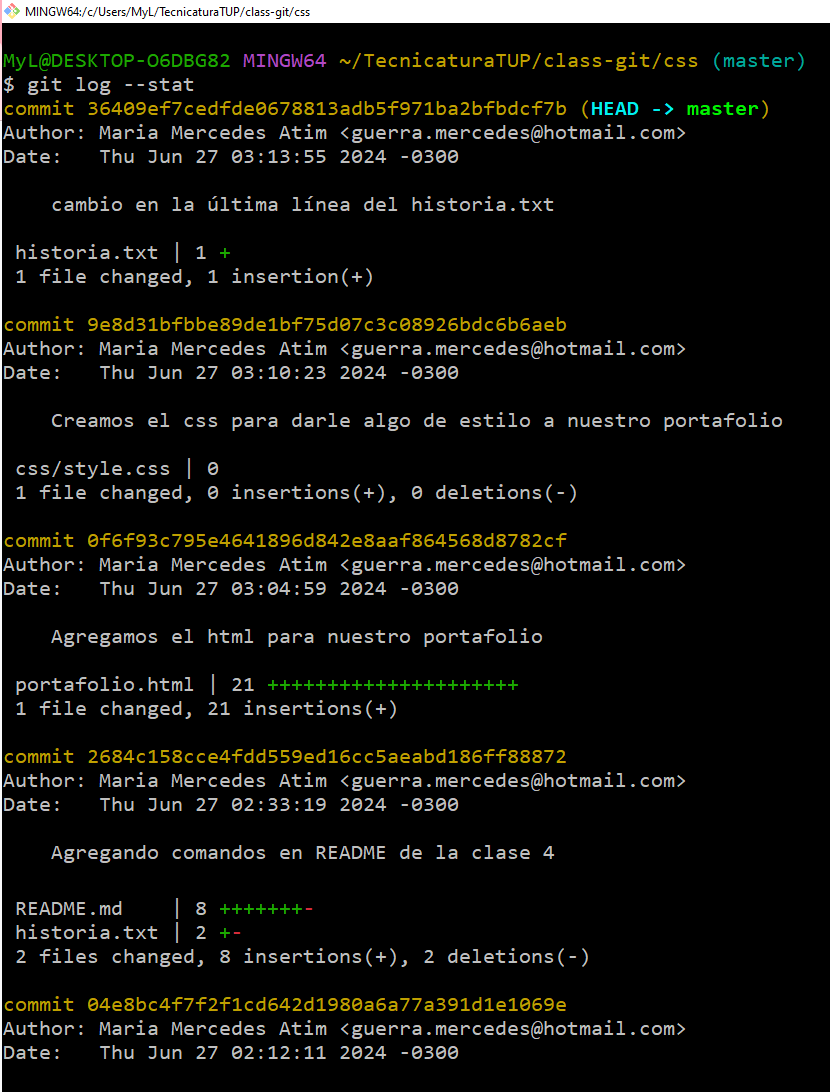 MINGW64:/c/Users/MyL/TecnicaturaTUP/class-git/css
MyL@DESKTOP-O6DBG82 MINGW64 ~/TecnicaturaTUP/class-git/css (master)
$ git log --stat
commit 36409ef7cedfde0678813adb5f971ba2bfbdcf7b (HEAD -> master)
Author: Maria Mercedes Atim <guerra.mercedes@hotmail.com>
Date:   Thu Jun 27 03:13:55 2024 -0300
cambio en la última línea del historia.txt
historia.txt | 1 +
1 file changed, 1 insertion(+)
commit 9e8d31bfbbe89de1bf75d07c3c08926bdc6b6aeb
Author: Maria Mercedes Atim <guerra.mercedes@hotmail.com>
Date:   Thu Jun 27 03:10:23 2024 -0300
Creamos el css para darle algo de estilo a nuestro portafolio
css/style.css | 0
1 file changed, 0 insertions(+), 0 deletions(-)
commit 0f6f93c795e4641896d842e8aaf864568d8782cf
Author: Maria Mercedes Atim <guerra.mercedes@hotmail.com>
Date:   Thu Jun 27 03:04:59 2024 -0300
Agregamos el html para nuestro portafolio
portafolio.html | 21 +++++++++++++++++++++
1 file changed, 21 insertions(+)
commit 2684c158cce4fdd559ed16cc5aeabd186ff88872
Author: Maria Mercedes Atim <guerra.mercedes@hotmail.com>
Date:   Thu Jun 27 02:33:19 2024 -0300
Agregando comandos en README de la clase 4
README.md    | 8 +++++++-
historia.txt | 2 +-
2 files changed, 8 insertions(+), 2 deletions(-)
commit 04e8bc4f7f2f1cd642d1980a6a77a391d1e1069e
Author: Maria Mercedes Atim <guerra.mercedes@hotmail.com>
Date:   Thu Jun 27 02:12:11 2024 -0300